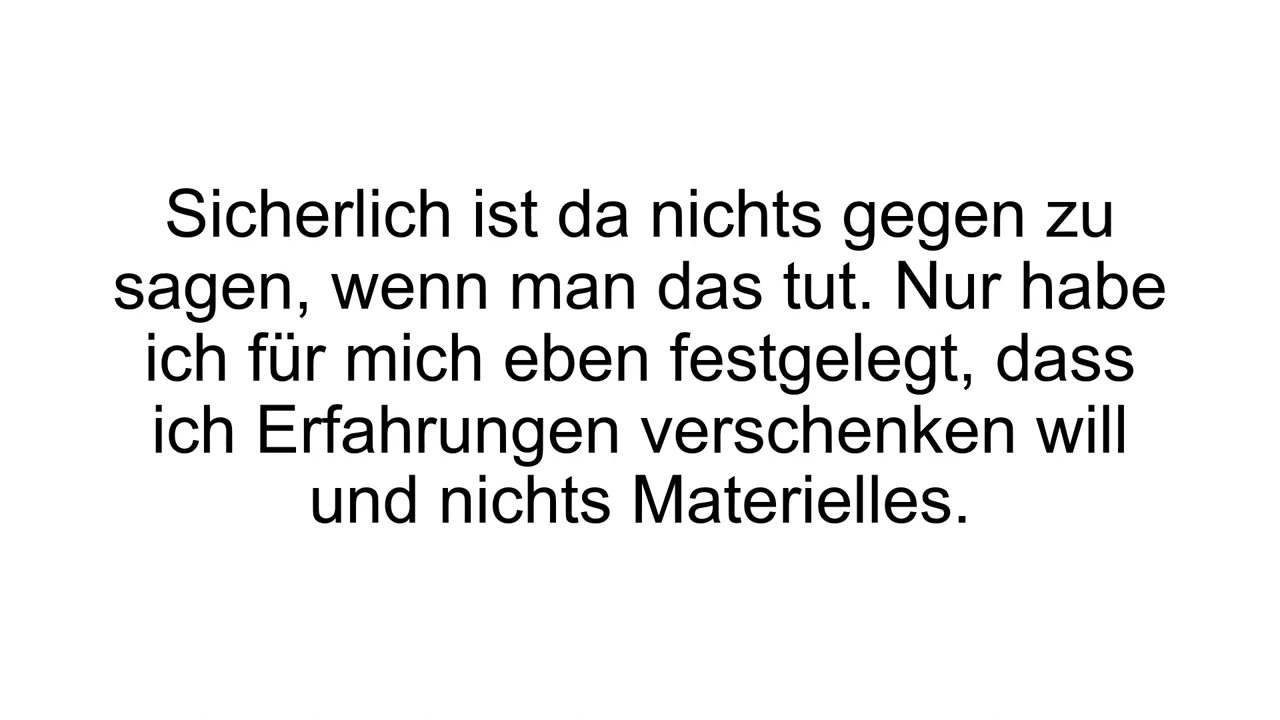 Sicherlich ist da nichts gegen zu
sagen, wenn man das tut. Nur habe
ich für mich eben festgelegt, dass
ich Erfahrungen verschenken will
und nichts Materielles.